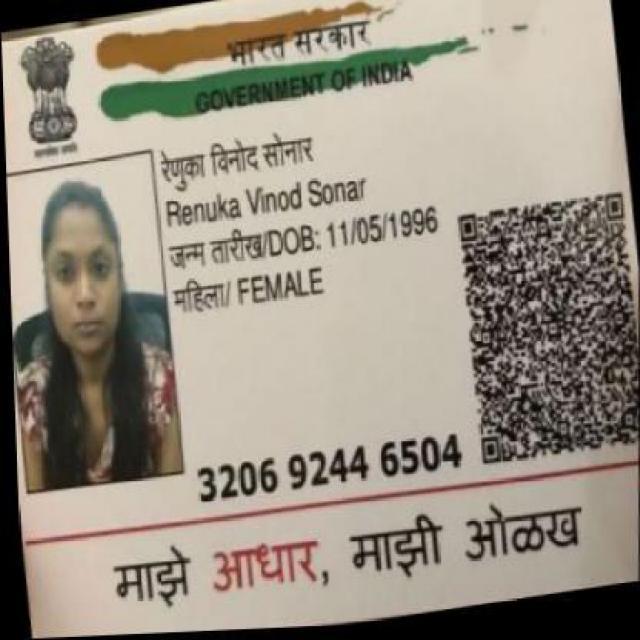 भारत सरकार
GOVERNMENT OF INDIA
रेणुका विनोद सोनार
Renuka Vinod Sonar
जन्म तारीख/DOB: 11/05/1996
महिला/ FEMALE
3206 9244 6504
माझे आधार, माझी ओळख